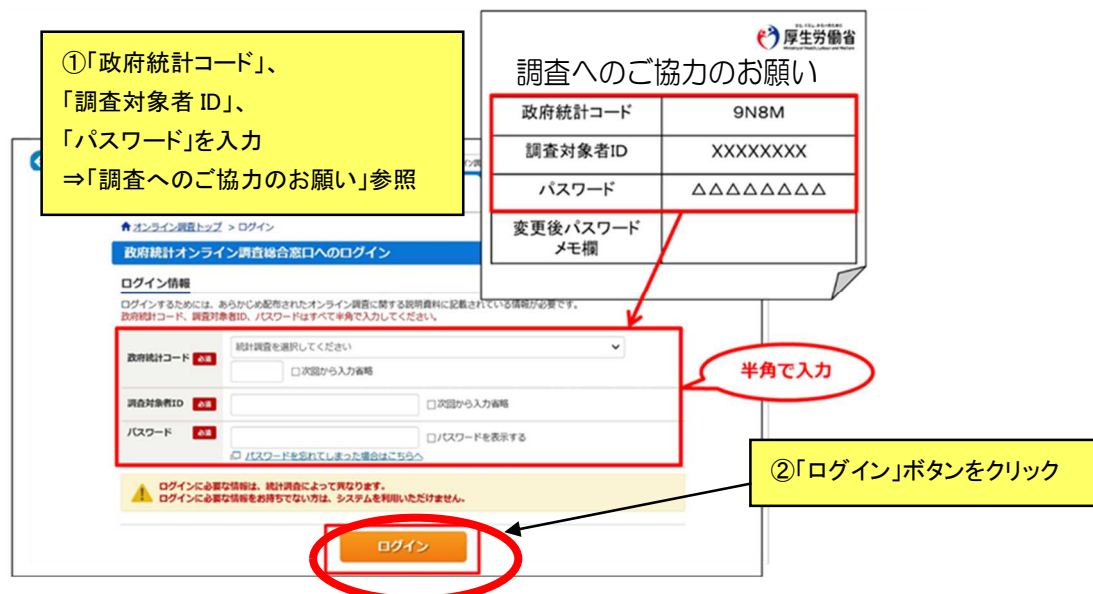 ①「政府統計コード」、
「調査対象者 ID」、
「パスワード」を入力
⇒「調査へのご協力のお願い」参照
厚生労働省
調査へのご協力のお願い
政府統計コード 9N8M
調査対象者ID XXXXXXXX
パスワード △△△△△△△△
変更後パスワード
メモ欄
オンライン調査トップ > ログイン
政府統計オンライン調査総合窓口へのログイン
ログイン情報
ログインするためには、あらかじめ配布されたオンライン調査に関する説明資料に記載されている情報が必要です。
政府統計コード、調査対象者ID、パスワードはすべて半角で入力してください。
政府統計コード 必須 統計調査を選択してください
□次回から入力省略
調査対象者ID 必須 □次回から入力省略
パスワード 必須 □パスワードを表示する
パスワードを忘れてしまった場合はこちらへ
半角で入力
ログインに必要な情報は、統計調査によって異なります。
ログインに必要な情報をお持ちでない方は、システムを利用いただけません。
②「ログイン」ボタンをクリック
ログイン